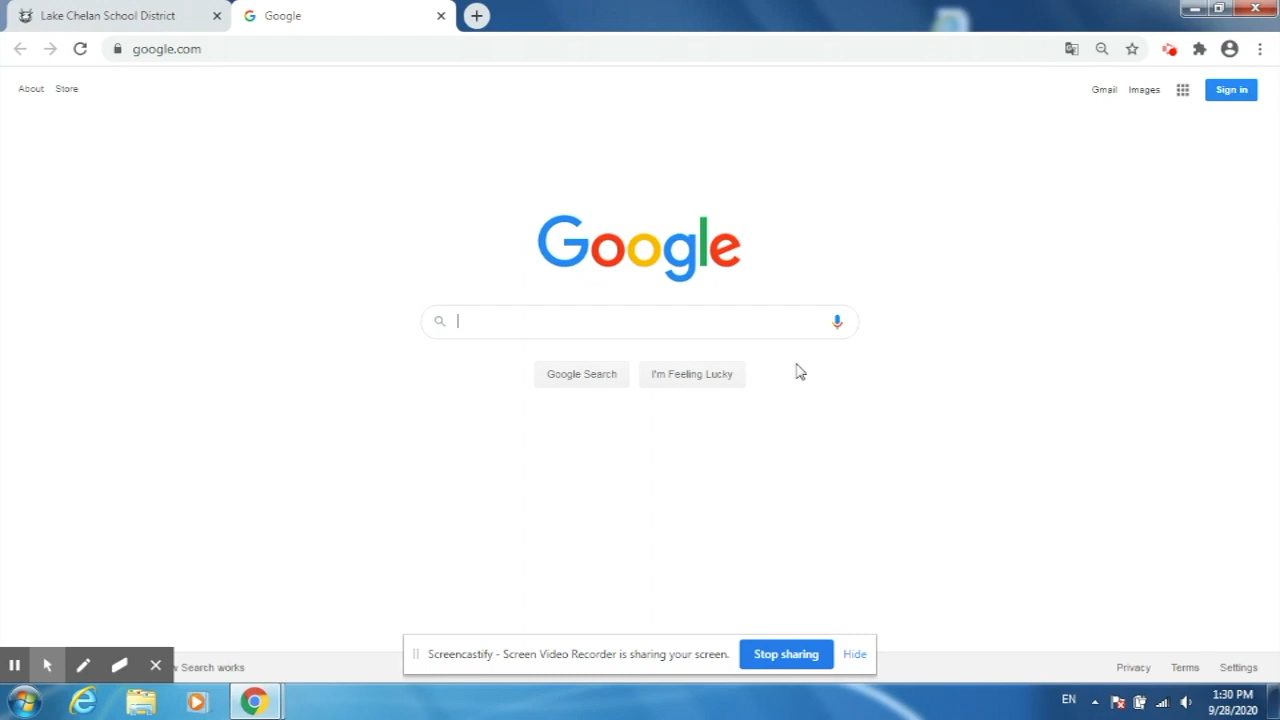 Lake Chelan School District
Google
google.com
About Store
Gmail Images Sign in
Google
Google Search I'm Feeling Lucky
Screencastify - Screen Video Recorder is sharing your screen. Stop sharing Hide
Search works
Privacy Terms Settings
EN
1:30 PM
9/28/2020